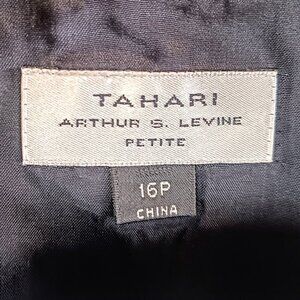 TAHARI
ARTHUR S. LEVINE
PETITE
16P
CHINA